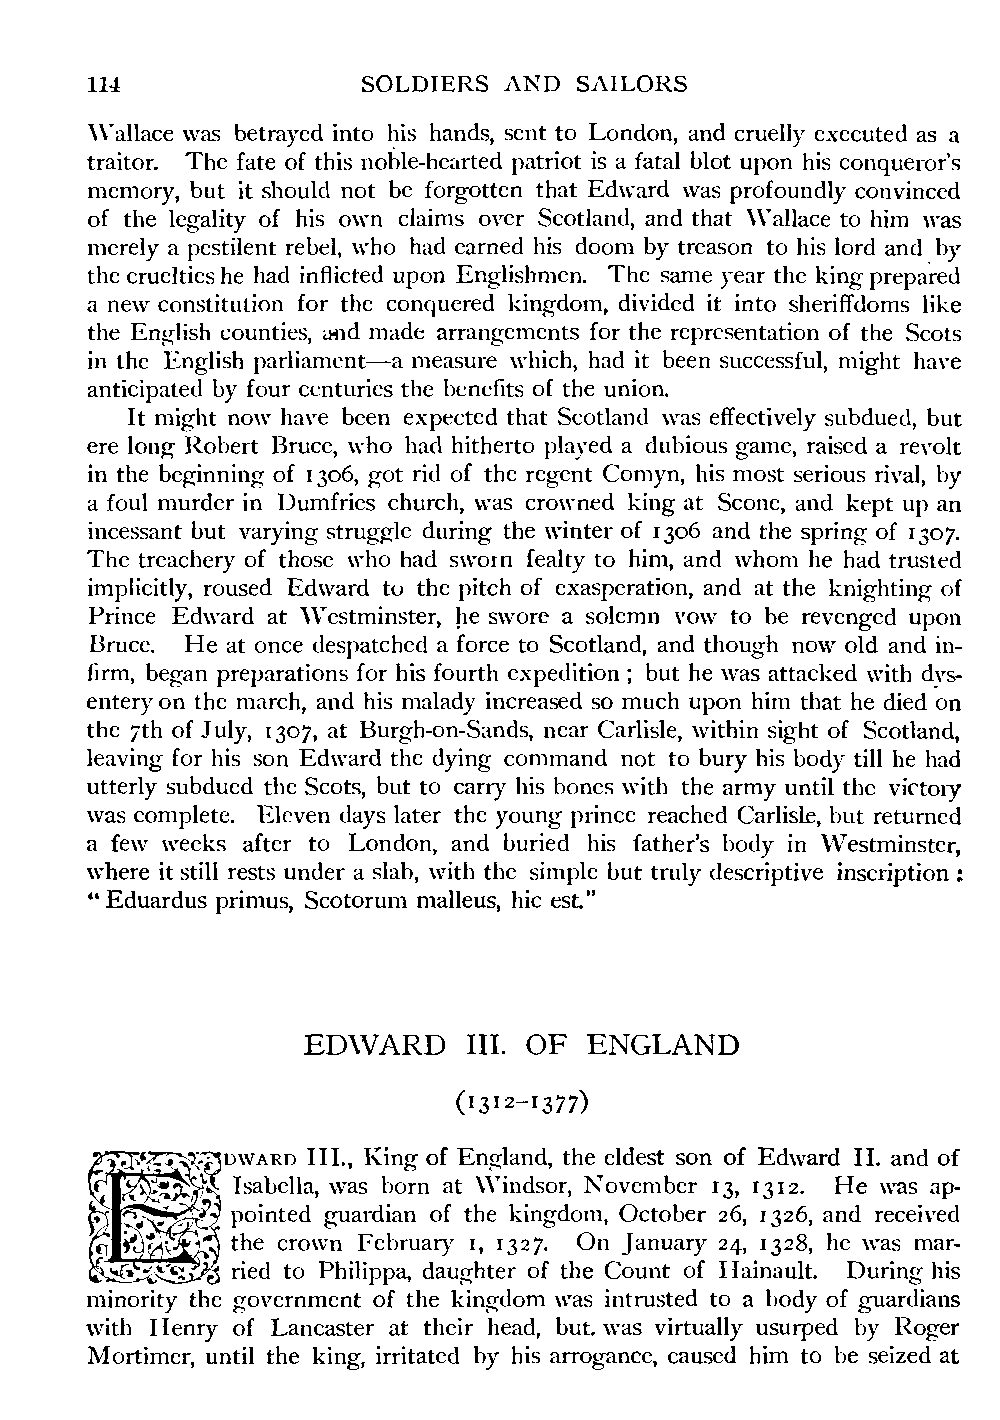 114 SOLDIERS AND SAILORS
Wallace was betrayed into his hands, sent to London, and cruelly executed as a
traitor. The fate of this noble-hearted patriot is a fatal blot upon his conqueror's
memory, but it should not be forgotten that Edward was profoundly convinced
of the legality of his own claims over Scotland, and that Wallace to him was
merely a pestilent rebel, who had earned his doom by treason to his lord and by
the cruelties he had inflicted upon Englishmen. The same year the king prepared
a new constitution for the conquered kingdom, divided it into sheriffdoms like
the English counties, and made arrangements for the representation of the Scots
in the English parliament—a measure which, had it been successful, might have
anticipated by four centuries the benefits of the union.
It might now have been expected that Scotland was effectively subdued, but
ere long Robert Bruce, who had hitherto played a dubious game, raised a revolt
in the beginning of 1306, got rid of the regent Comyn, his most serious rival, by
a foul murder in Dumfries church, was crowned king at Scone, and kept up an
incessant but varying struggle during the winter of 1306 and the spring of 1307.
The treachery of those who had sworn fealty to him, and whom he had trusted
implicitly, roused Edward to the pitch of exasperation, and at the knighting of
Prince Edward at Westminster, he swore a solemn vow to be revenged upon
Bruce. He at once despatched a force to Scotland, and though now old and in-
firm, began preparations for his fourth expedition ; but he was attacked with dys-
entery on the march, and his malady increased so much upon him that he died on
the 7th of July, 1307, at Burgh-on-Sands, near Carlisle, within sight of Scotland,
leaving for his son Edward the dying command not to bury his body till he had
utterly subdued the Scots, but to carry his bones with the army until the victory
was complete. Eleven days later the young prince reached Carlisle, but returned
a few weeks after to London, and buried his father's body in Westminster,
where it still rests under a slab, with the simple but truly descriptive inscription :
“ Eduardus primus, Scotorum malleus, hic est.”
EDWARD III. OF ENGLAND
(1312–1377)
EDWARD III., King of England, the eldest son of Edward II. and of
Isabella, was born at Windsor, November 13, 1312. He was ap-
pointed guardian of the kingdom, October 26, 1326, and received
the crown February 1, 1327. On January 24, 1328, he was mar-
ried to Philippa, daughter of the Count of Hainault. During his
minority the government of the kingdom was intrusted to a body of guardians
with Henry of Lancaster at their head, but was virtually usurped by Roger
Mortimer, until the king, irritated by his arrogance, caused him to be seized at